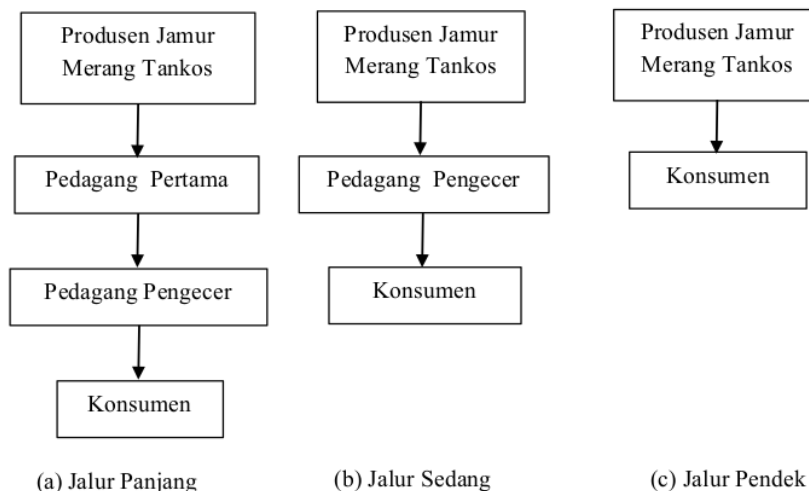 Produsen Jamur
Merang Tankos
Pedagang Pertama
Pedagang Pengecer
Konsumen
(a) Jalur Panjang
Produsen Jamur
Merang Tankos
Pedagang Pengecer
Konsumen
(b) Jalur Sedang
Produsen Jamur
Merang Tankos
Konsumen
(c) Jalur Pendek